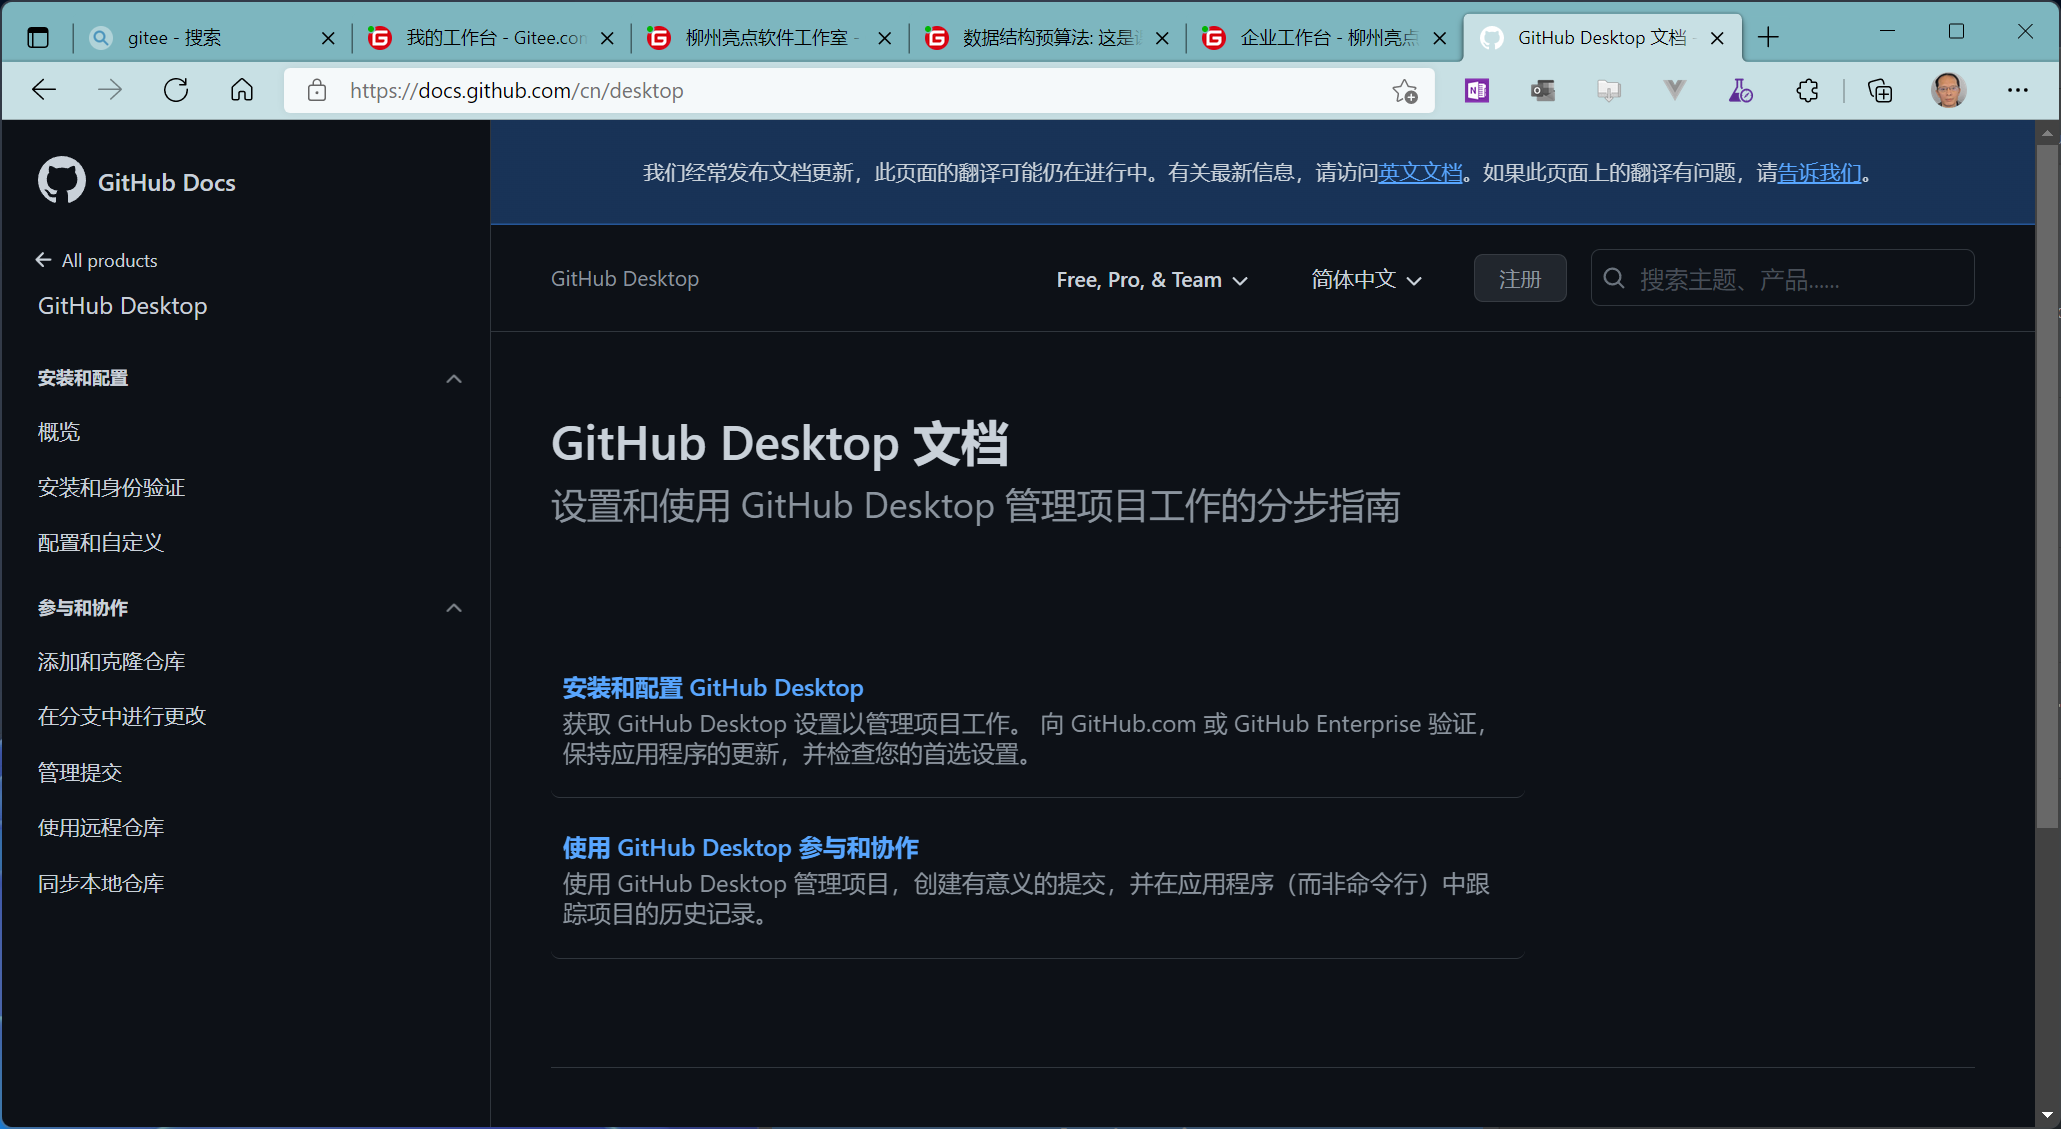 gitee - 搜索
我的工作台 - Gitee.com
柳州亮点软件工作室 -
数据结构预算法: 这是
企业工作台 - 柳州亮点
GitHub Desktop 文档 -
https://docs.github.com/cn/desktop
GitHub Docs
All products
GitHub Desktop
安装和配置
概览
安装和身份验证
配置和自定义
参与和协作
添加和克隆仓库
在分支中进行更改
管理提交
使用远程仓库
同步本地仓库
我们经常发布文档更新，此页面的翻译可能仍在进行中。有关最新信息，请访问英文文档。如果此页面上的翻译有问题，请告诉我们。
GitHub Desktop
Free, Pro, & Team
简体中文
注册
搜索主题、产品......
GitHub Desktop 文档
设置和使用 GitHub Desktop 管理项目工作的分步指南
安装和配置 GitHub Desktop
获取 GitHub Desktop 设置以管理项目工作。 向 GitHub.com 或 GitHub Enterprise 验证，
保持应用程序的更新，并检查您的首选设置。
使用 GitHub Desktop 参与和协作
使用 GitHub Desktop 管理项目，创建有意义的提交，并在应用程序（而非命令行）中跟
踪项目的历史记录。